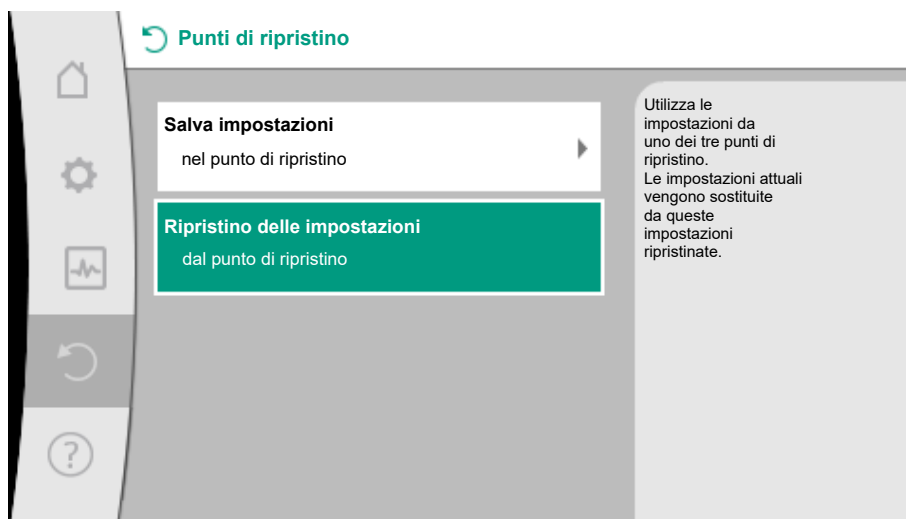 Punti di ripristino
Salva impostazioni
nel punto di ripristino
Ripristino delle impostazioni
dal punto di ripristino
Utilizza le
impostazioni da
uno dei tre punti di
ripristino.
Le impostazioni attuali
vengono sostituite
da queste
impostazioni
ripristinate.
?